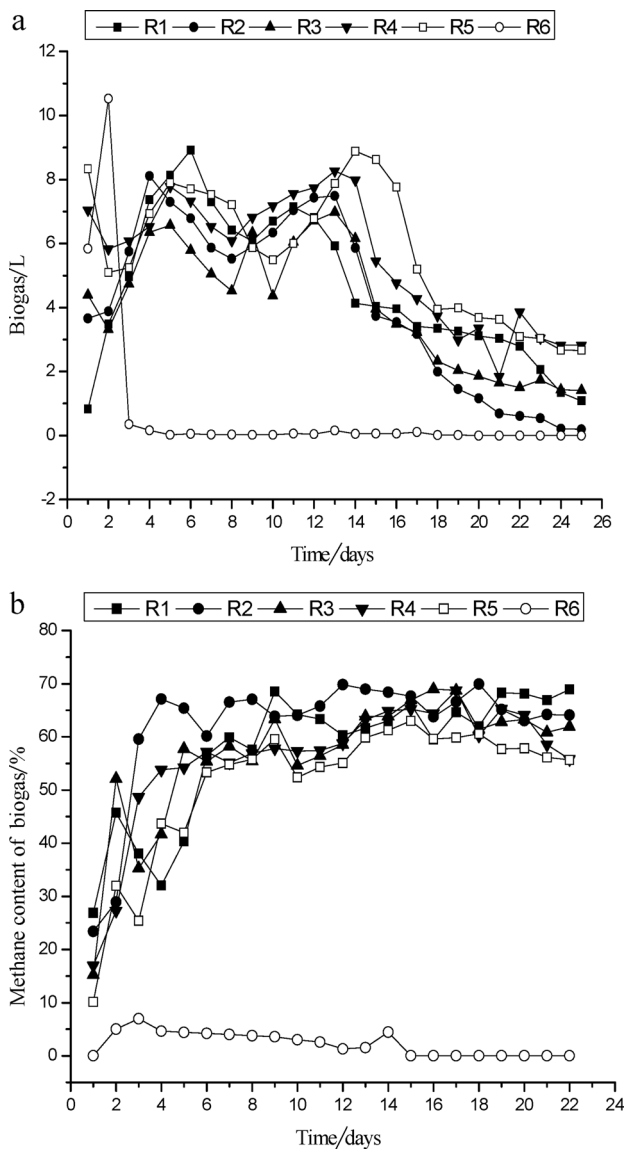 a
R1 R2 R3 R4 R5 R6
12
10
8
6
4
2
0
-2
Biogas/L
0 2 4 6 8 10 12 14 16 18 20 22 24 26
Time/days
b
R1 R2 R3 R4 R5 R6
80
70
60
50
40
30
20
10
0
Methane content of biogas/%
0 2 4 6 8 10 12 14 16 18 20 22 24
Time/days